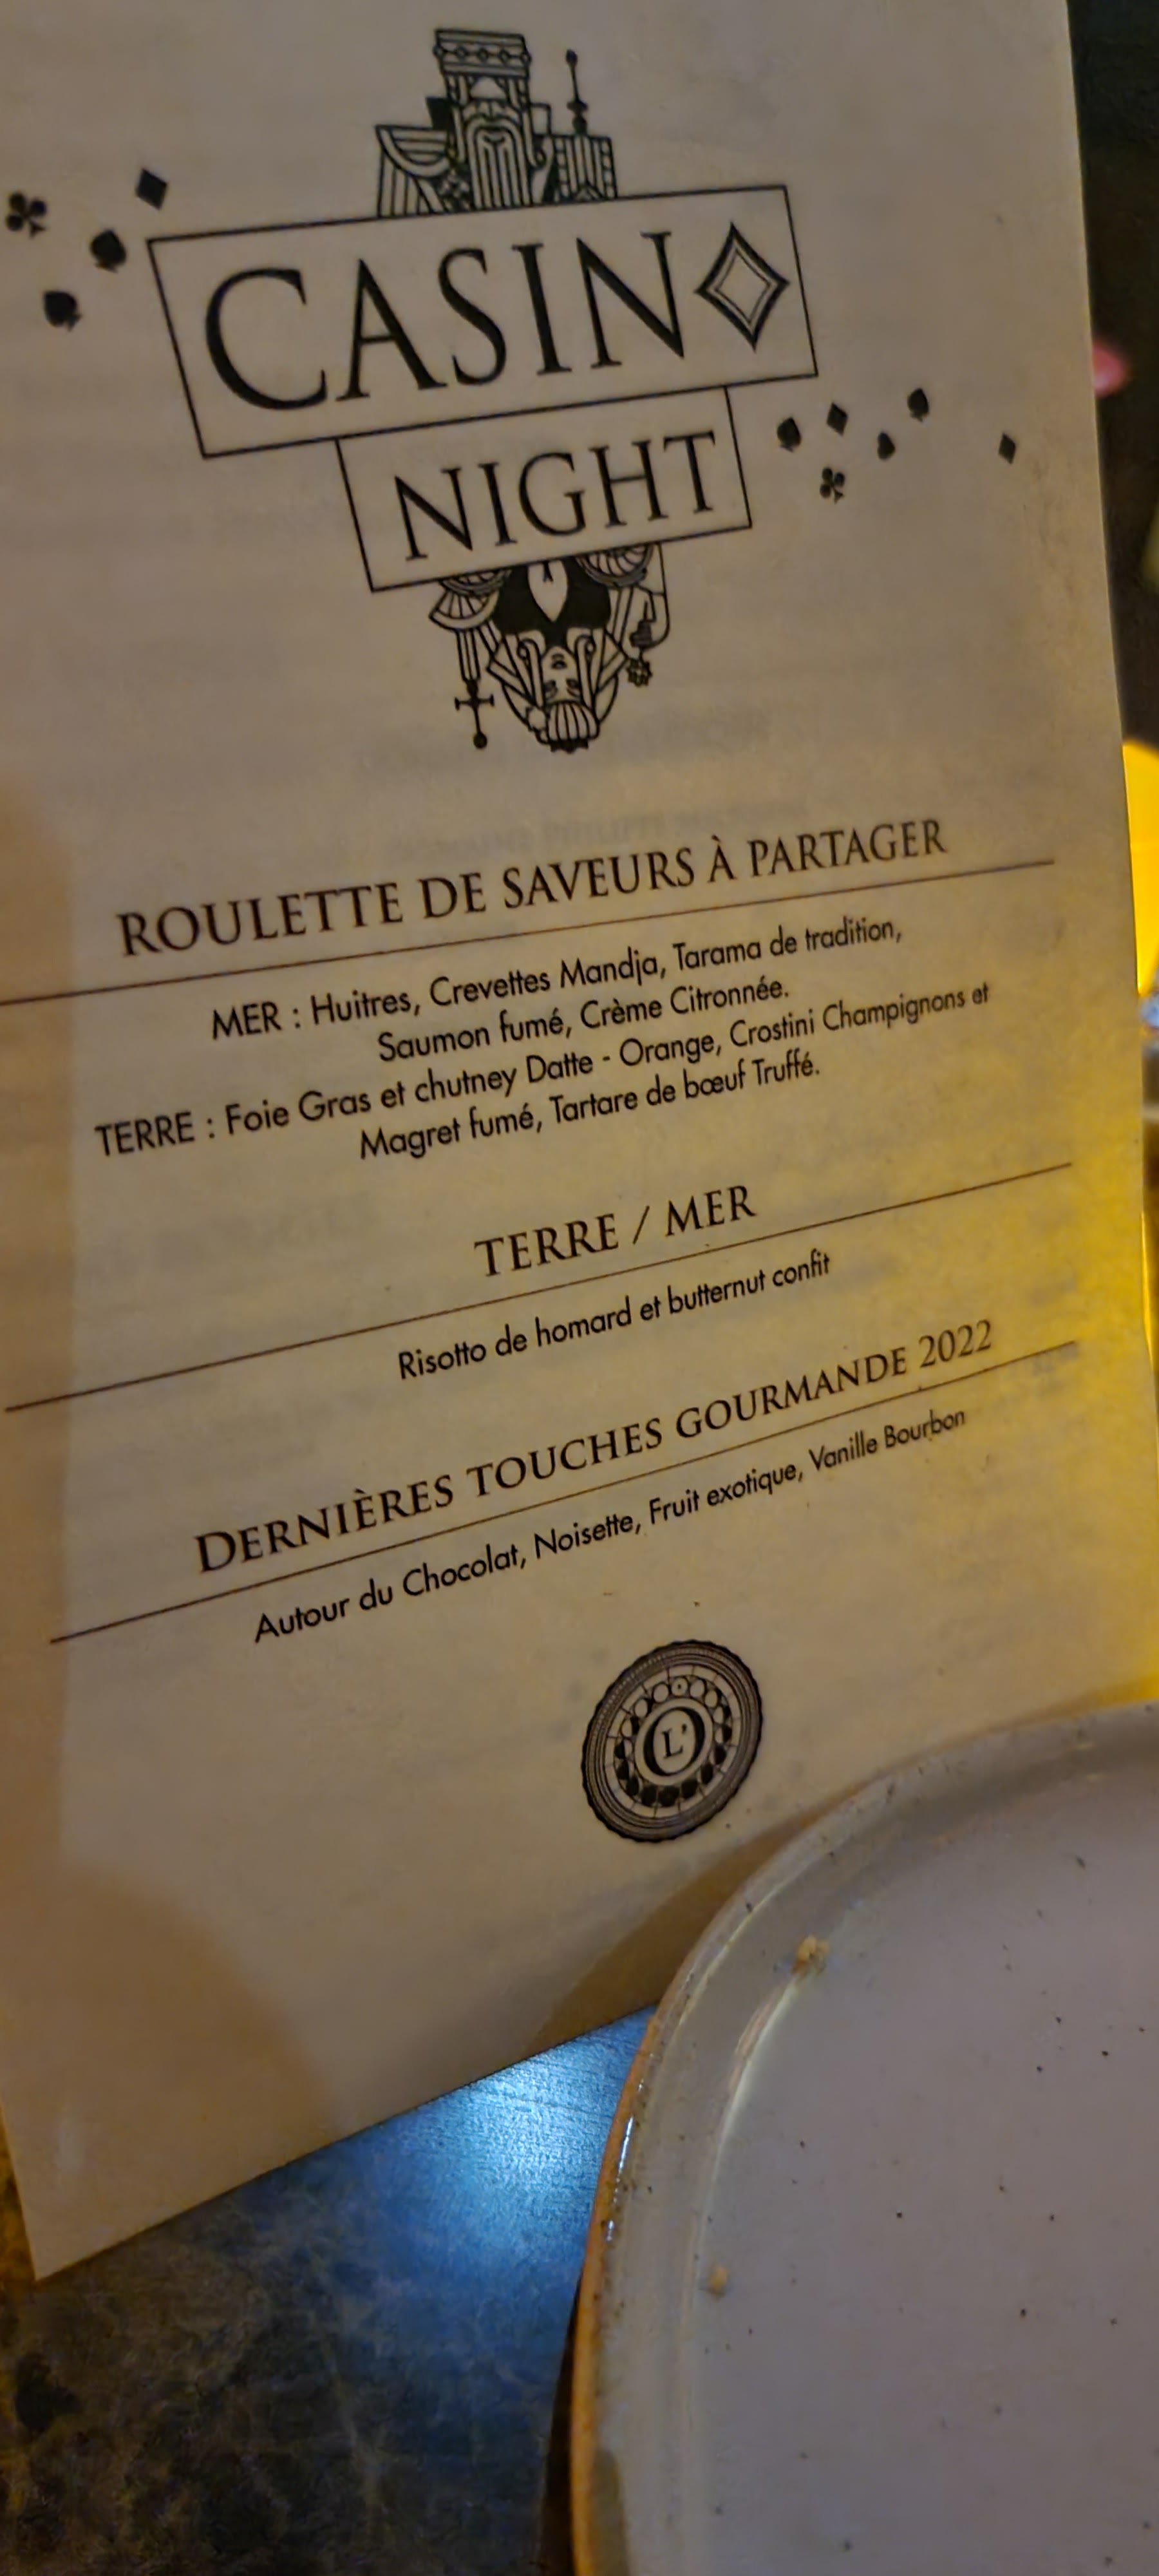 CASINO
NIGHT
ROULETTE DE SAVEURS À PARTAGER
MER : Huitres, Crevettes Mandja, Tarama de tradition,
Saumon fumé, Crème Citronnée.
TERRE : Foie Gras et chutney Datte - Orange, Crostini Champignons et
Magret fumé, Tartare de bœuf Truffé.
TERRE / MER
Risotto de homard et butternut confit
DERNIÈRES TOUCHES GOURMANDE 2022
Autour du Chocolat, Noisette, Fruit exotique, Vanille Bourbon
L'O